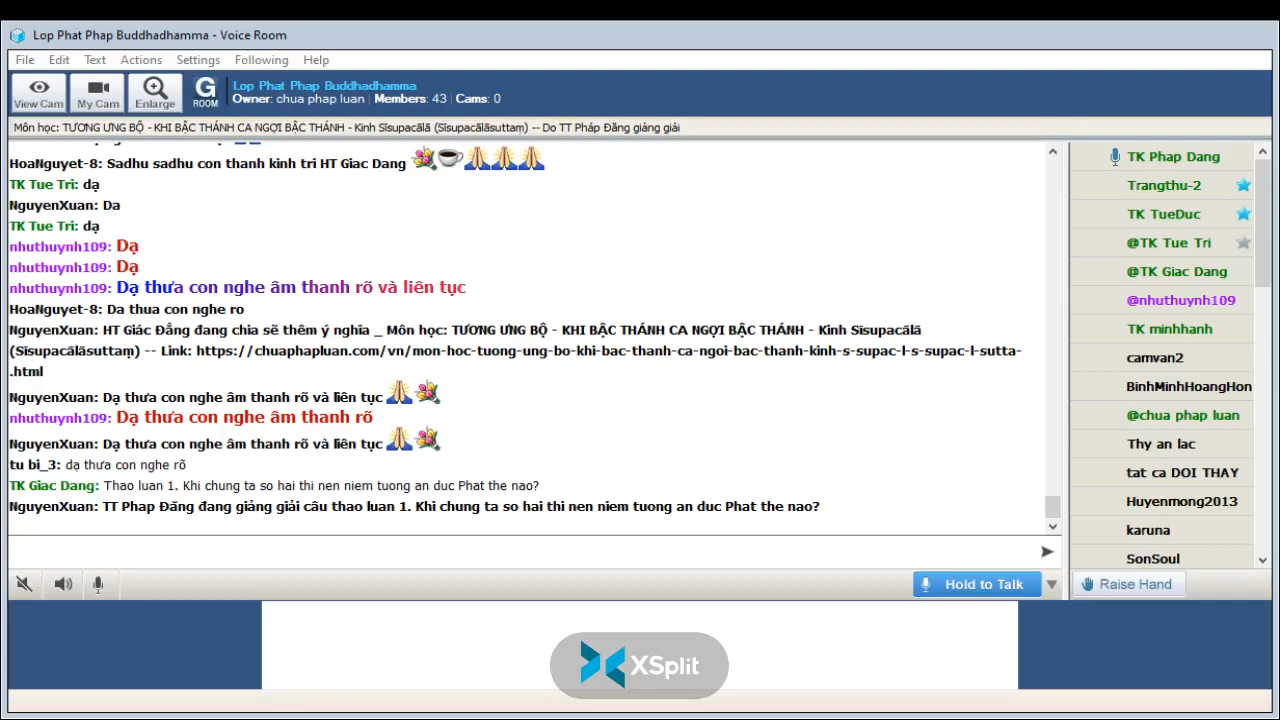 Lop Phat Phap Buddhadhamma - Voice Room
File Edit Text Actions Settings Following Help
View Cam My Cam Enlarge G ROOM
Lop Phat Phap Buddhadhamma
Owner: chua phap luan | Members: 43 | Cams: 0
Môn học: TƯƠNG ƯNG BỘ - KHI BẬC THÁNH CA NGỢI BẬC THÁNH - Kinh Sīsupacālā (Sīsupacālāsuttaṃ) -- Do TT Pháp Đăng giảng giải
HoaNguyet-8: Sadhu sadhu con thanh kinh tri HT Giac Dang
TK Tue Tri: dạ
NguyenXuan: Da
TK Tue Tri: dạ
nhuthuynh109: Dạ
nhuthuynh109: Dạ
nhuthuynh109: Dạ thưa con nghe âm thanh rõ và liên tục
HoaNguyet-8: Da thua con nghe ro
NguyenXuan: HT Giác Đẳng đang chia sẽ thêm ý nghĩa _ Môn học: TƯƠNG ƯNG BỘ - KHI BẬC THÁNH CA NGỢI BẬC THÁNH - Kinh Sīsupacālā
(Sīsupacālāsuttaṃ) -- Link: https://chuaphapluan.com/vn/mon-hoc-tuong-ung-bo-khi-bac-thanh-ca-ngoi-bac-thanh-kinh-s-supac-l-s-supac-l-sutta-
.html
NguyenXuan: Dạ thưa con nghe âm thanh rõ và liên tục
nhuthuynh109: Dạ thưa con nghe âm thanh rõ
NguyenXuan: Dạ thưa con nghe âm thanh rõ và liên tục
tu bi_3: dạ thưa con nghe rõ
TK Giac Dang: Thao luan 1. Khi chung ta so hai thi nen niem tuong an duc Phat the nao?
NguyenXuan: TT Phap Đăng đang giảng giải câu thao luan 1. Khi chung ta so hai thi nen niem tuong an duc Phat the nao?
TK Phap Dang
Trangthu-2
TK TueDuc
@TK Tue Tri
@TK Giac Dang
@nhuthuynh109
TK minhhanh
camvan2
BinhMinhHoangHon
@chua phap luan
Thy an lac
tat ca DOI THAY
Huyenmong2013
karuna
SonSoul
Hold to Talk
Raise Hand
XSplit